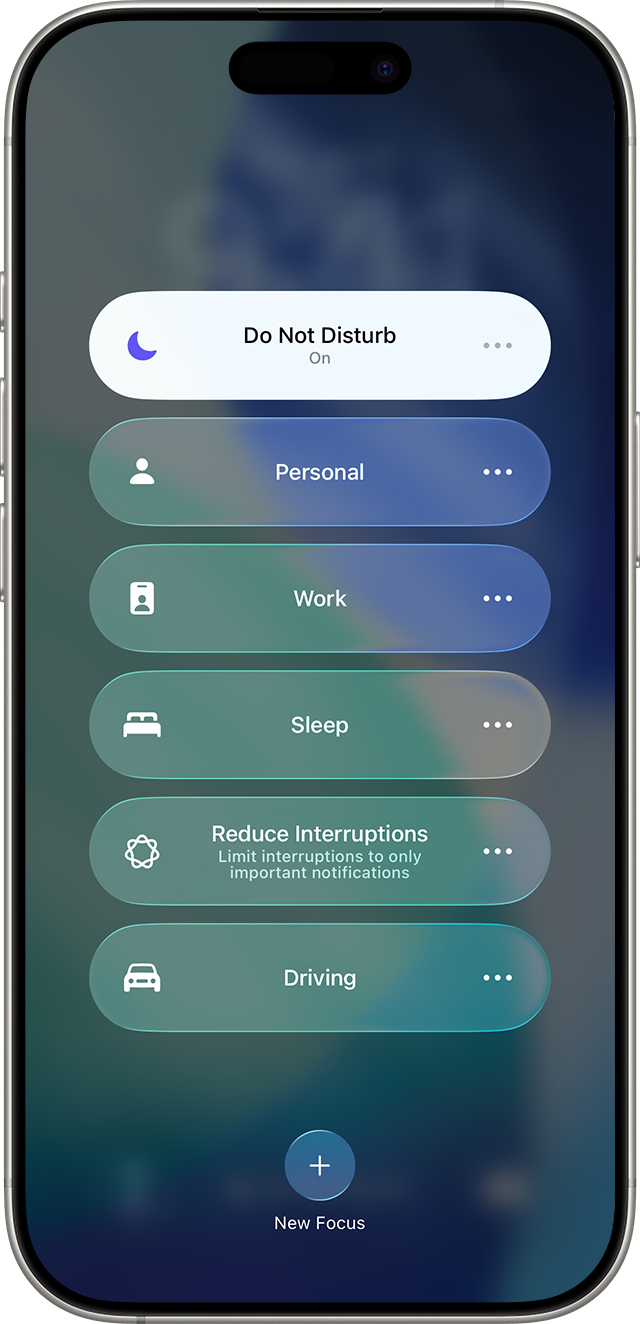 Do Not Disturb
On
Personal
Work
Sleep
Reduce Interruptions
Limit interruptions to only
important notifications
Driving
New Focus